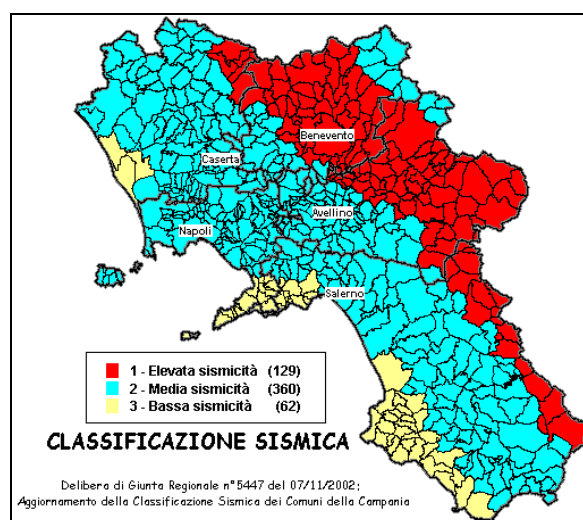 Benevento
Caserta
Avellino
Napoli
Salerno
1 - Elevata sismicità (129)
2 - Media sismicità (360)
3 - Bassa sismicità (62)
CLASSIFICAZIONE SISMICA
Delibera di Giunta Regionale n°5447 del 07/11/2002;
Aggiornamento della Classificazione Sismica dei Comuni della Campania